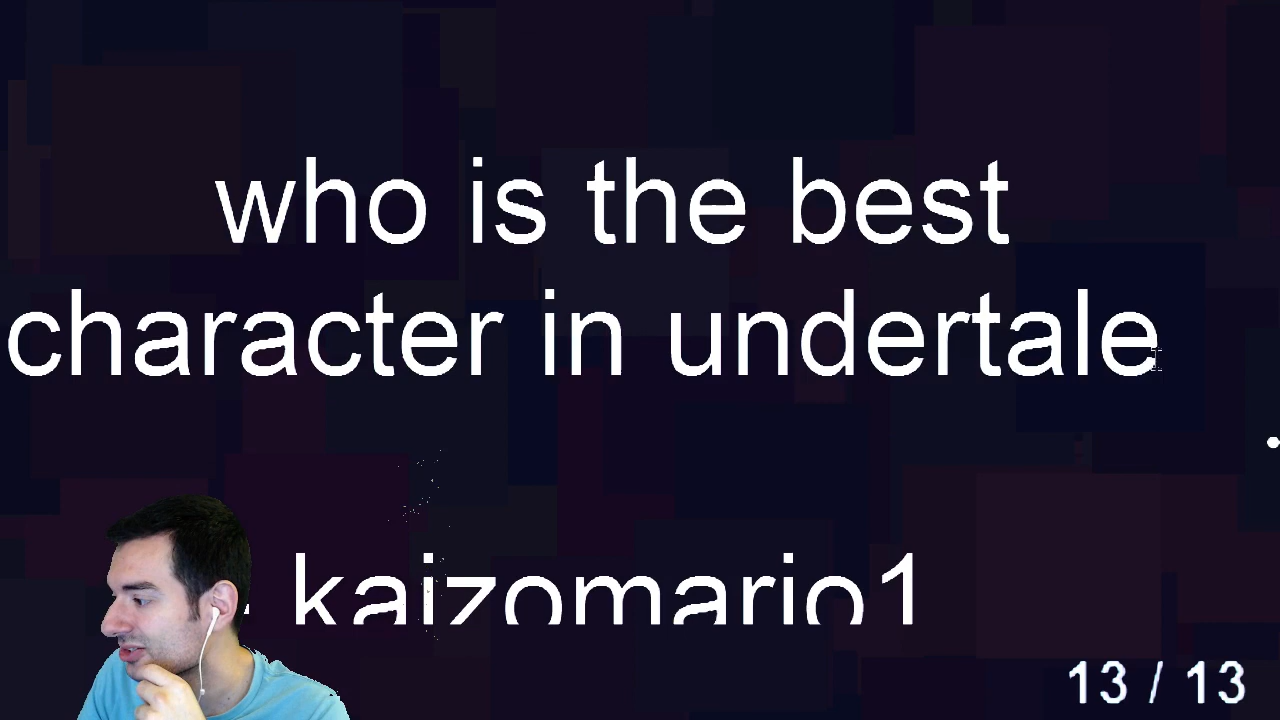 who is the best
character in undertale
- kaizomario1
13 / 13